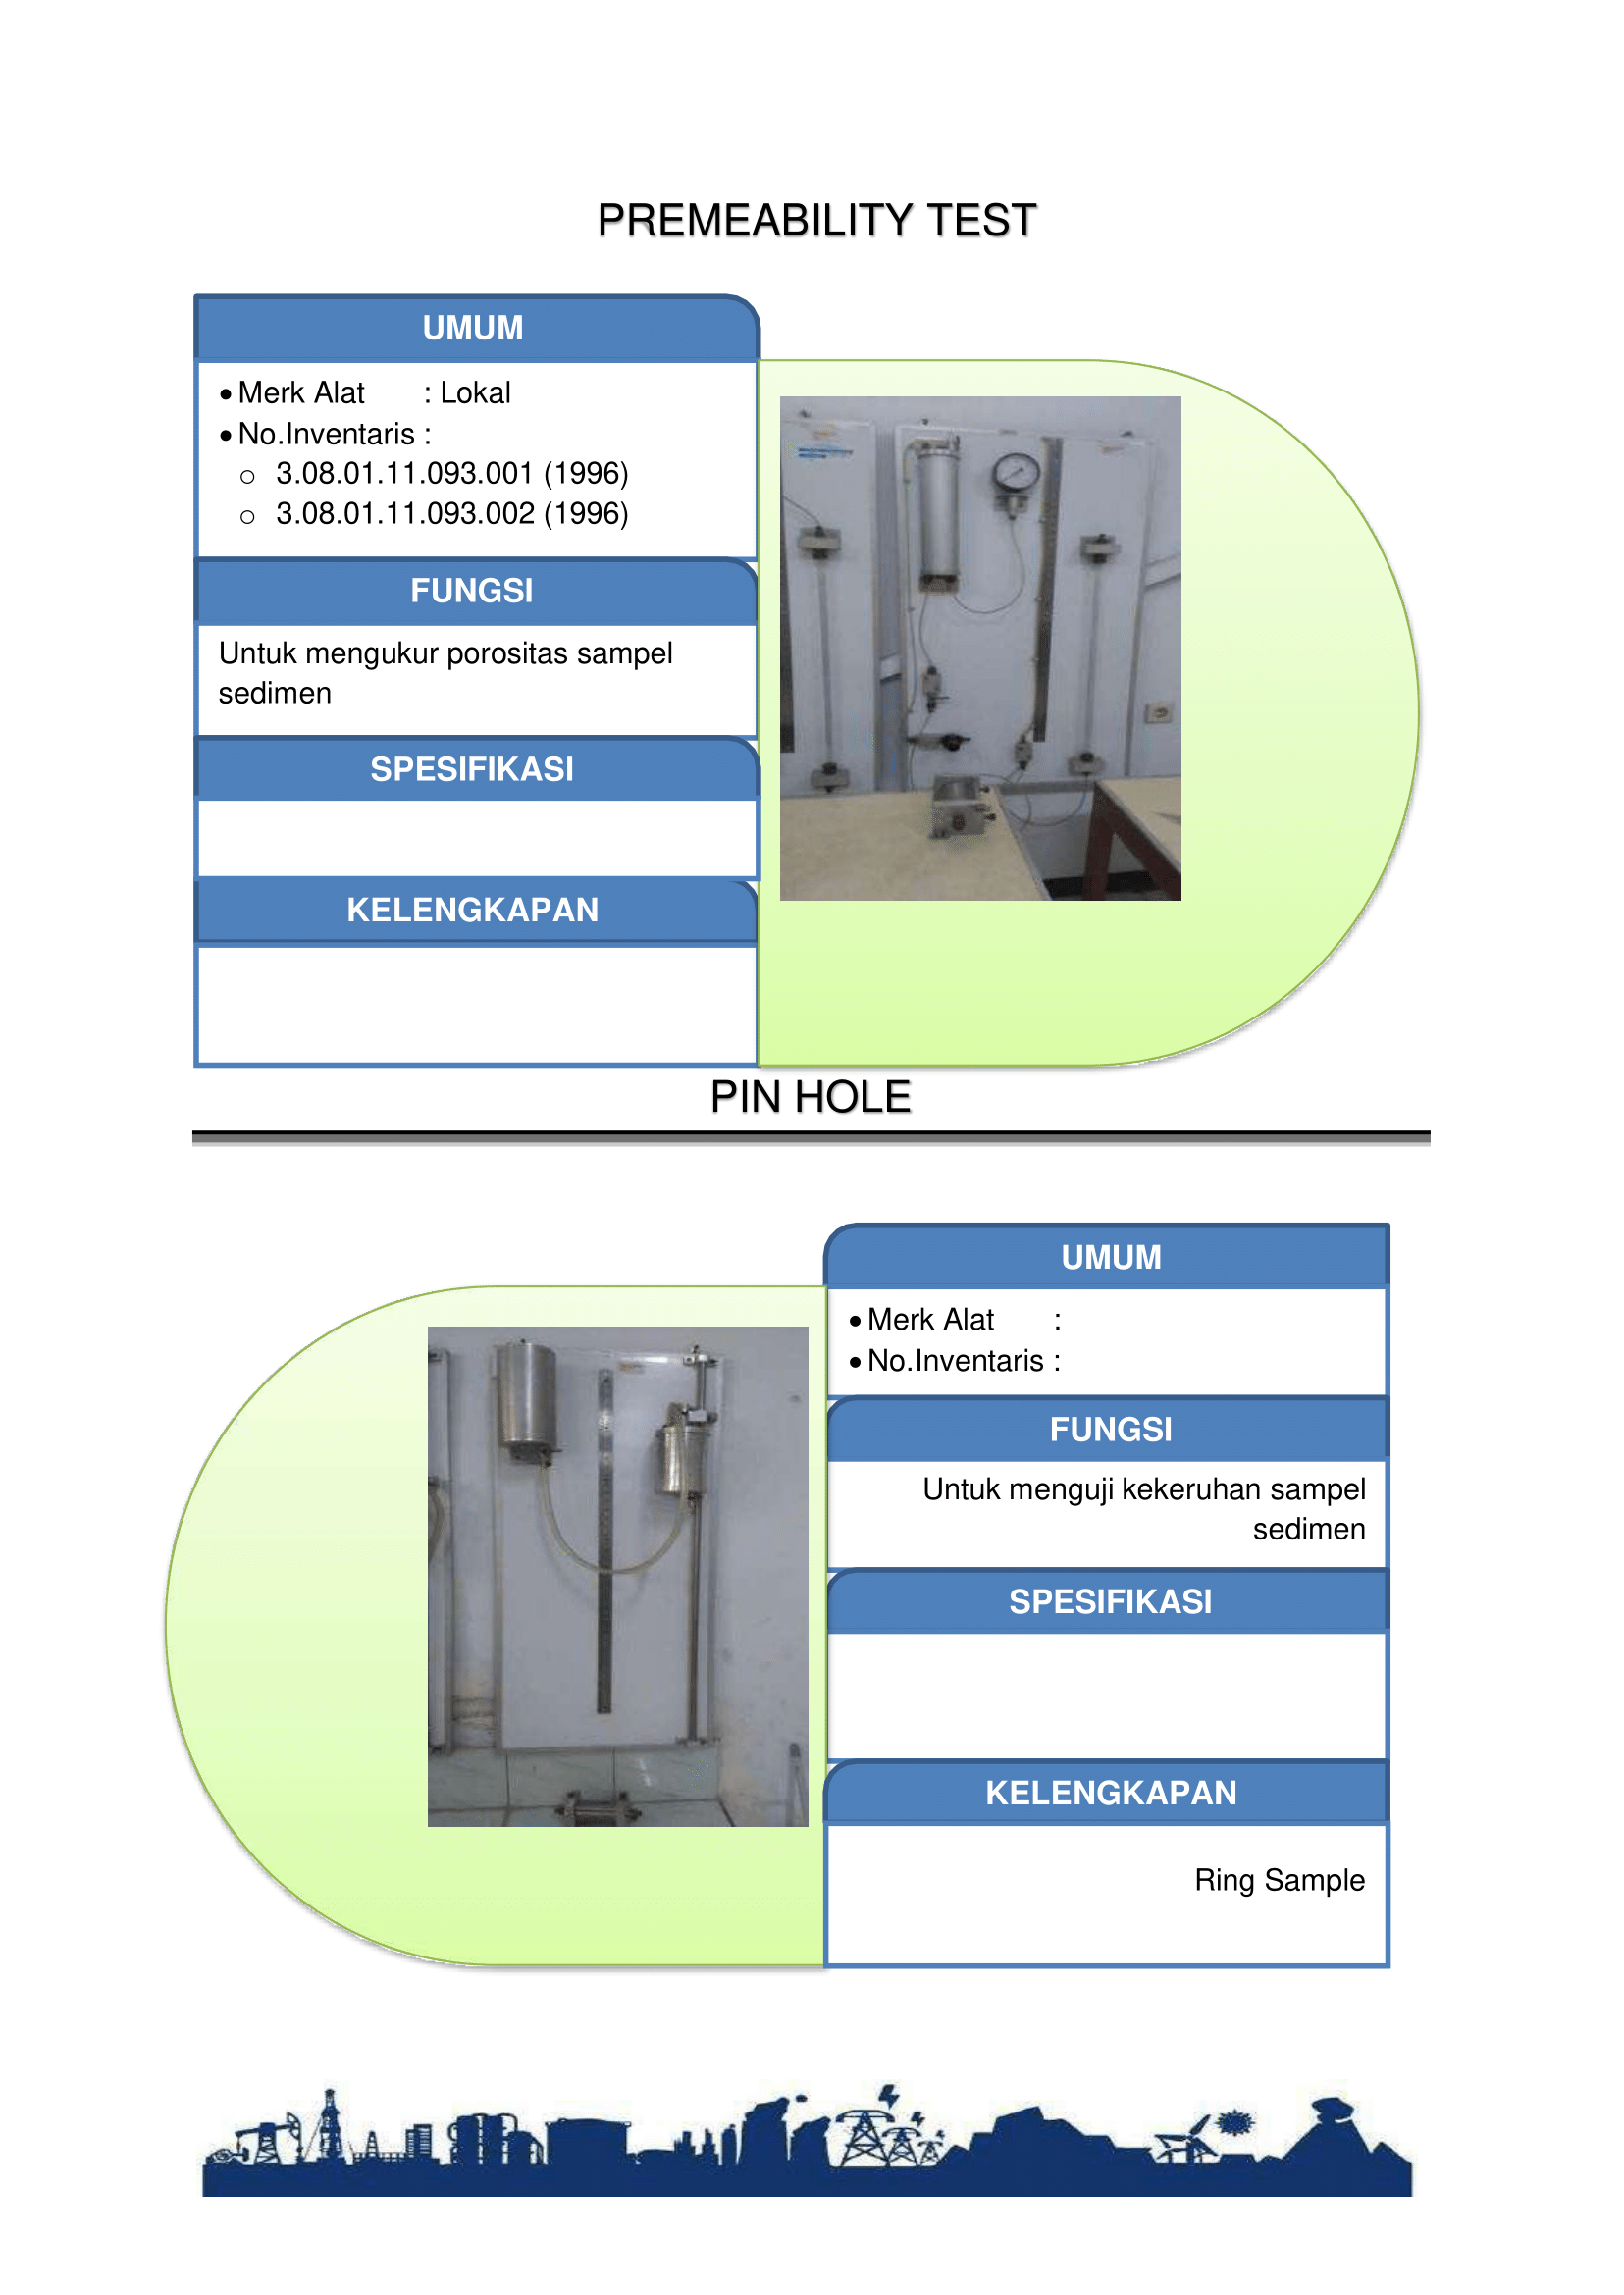 PREMEABILITY TEST
UMUM
• Merk Alat : Lokal
• No.Inventaris :
o 3.08.01.11.093.001 (1996)
o 3.08.01.11.093.002 (1996)
FUNGSI
Untuk mengukur porositas sampel
sedimen
SPESIFIKASI
KELENGKAPAN
PIN HOLE
UMUM
• Merk Alat :
• No.Inventaris :
FUNGSI
Untuk menguji kekeruhan sampel
sedimen
SPESIFIKASI
KELENGKAPAN
Ring Sample